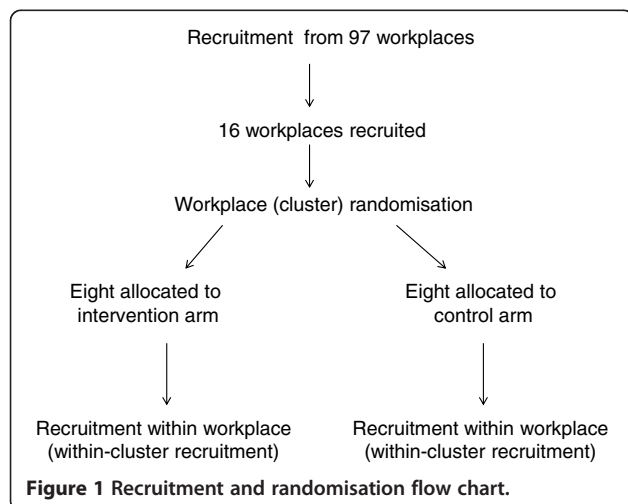 Recruitment from 97 workplaces
16 workplaces recruited
Workplace (cluster) randomisation
Eight allocated to
intervention arm
Eight allocated to
control arm
Recruitment within workplace
(within-cluster recruitment)
Recruitment within workplace
(within-cluster recruitment)
Figure 1 Recruitment and randomisation flow chart.